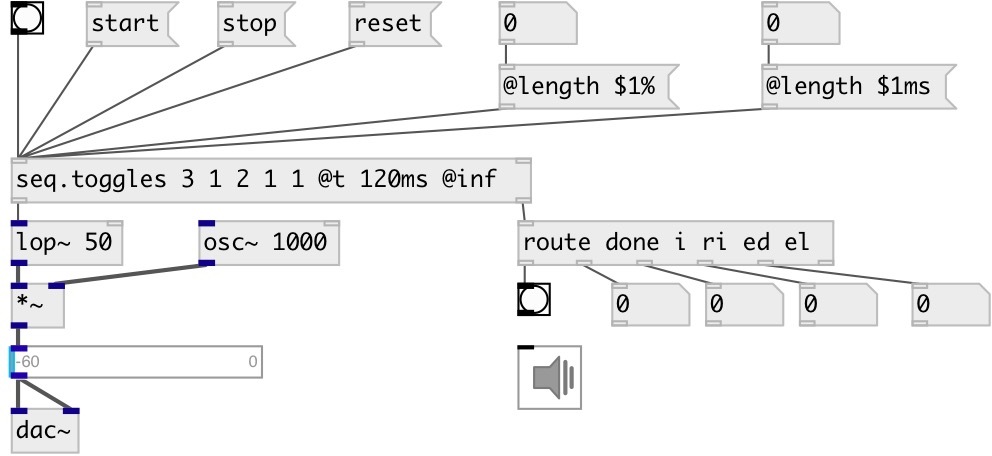 start
stop
reset
0
0
@length $1%
@length $1ms
seq.toggles 3 1 2 1 1 @t 120ms @inf
lop~ 50
osc~ 1000
route done i ri ed el
*~
0
0
0
0
-60
0
dac~